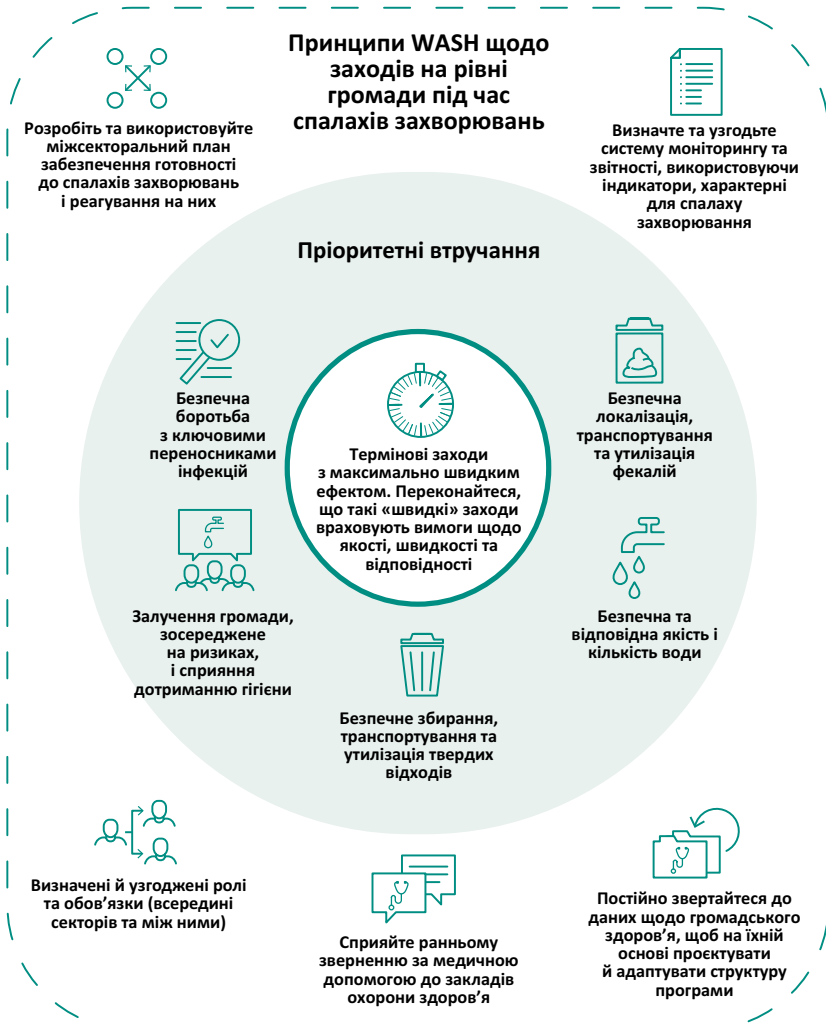 Принципи WASH щодо
заходів на рівні
громади під час
спалахів захворювань
Розробіть та використовуйте
міжсекторальний план
забезпечення готовності
до спалахів захворювань
і реагування на них
Визначте та узгодьте
систему моніторингу та
звітності, використовуючи
індикатори, характерні
для спалаху
захворювання
Пріоритетні втручання
Безпечна
боротьба
з ключовими
переносниками
інфекцій
Термінові заходи
з максимально швидким
ефектом. Переконайтеся,
що такі «швидкі» заходи
враховують вимоги щодо
якості, швидкості та
відповідності
Безпечна
локалізація,
транспортування
та утилізація
фекалій
Залучення громади,
зосереджене
на ризиках,
і сприяння
дотриманню гігієни
Безпечна та
відповідна якість і
кількість води
Безпечне збирання,
транспортування та
утилізація твердих
відходів
Визначені й узгоджені ролі
та обов’язки (всередині
секторів та між ними)
Сприяйте ранньому
зверненню за медичною
допомогою до закладів
охорони здоров’я
Постійно звертайтеся до
даних щодо громадського
здоров’я, щоб на їхній
основі проєктувати
й адаптувати структуру
програми